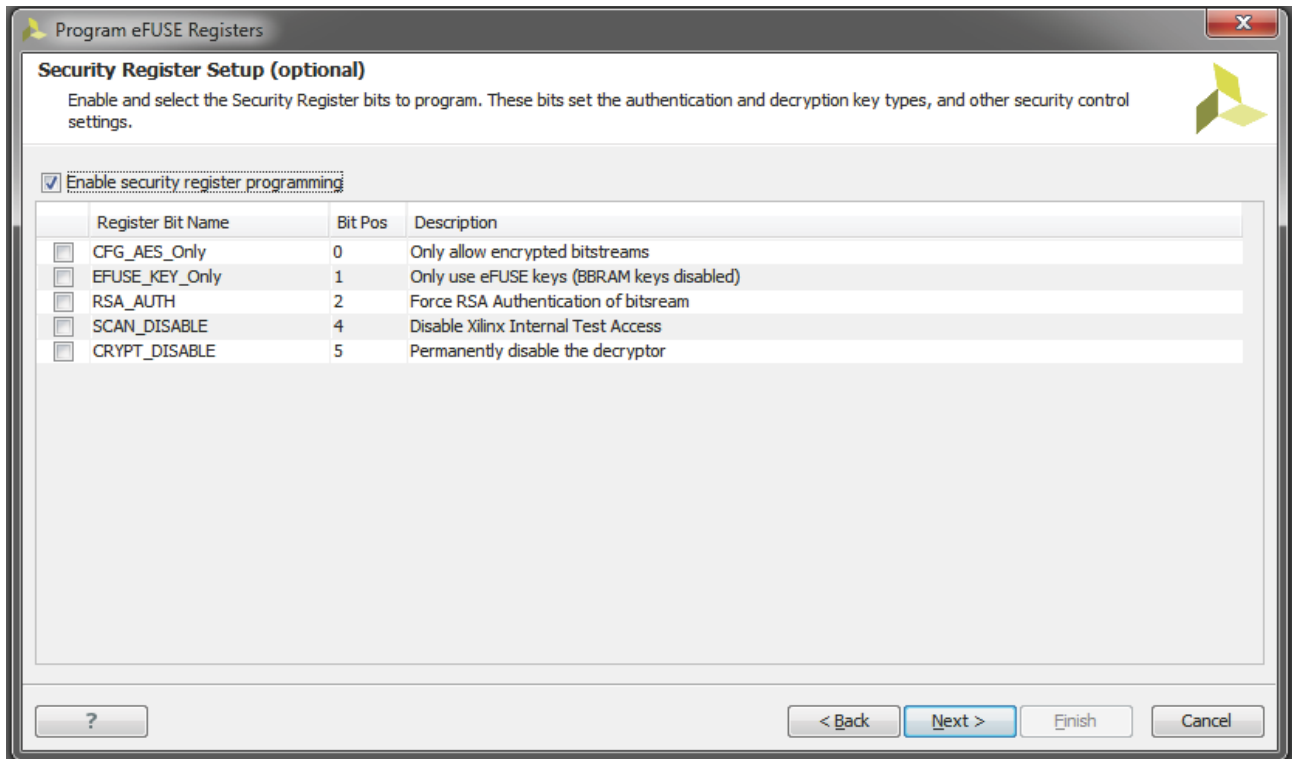 Program eFUSE Registers
Security Register Setup (optional)
Enable and select the Security Register bits to program. These bits set the authentication and decryption key types, and other security control
settings.
Enable security register programming
Register Bit Name Bit Pos Description
CFG_AES_Only 0 Only allow encrypted bitstreams
EFUSE_KEY_Only 1 Only use eFUSE keys (BBRAM keys disabled)
RSA_AUTH 2 Force RSA Authentication of bitsream
SCAN_DISABLE 4 Disable Xilinx Internal Test Access
CRYPT_DISABLE 5 Permanently disable the decryptor
? < Back Next > Finish Cancel